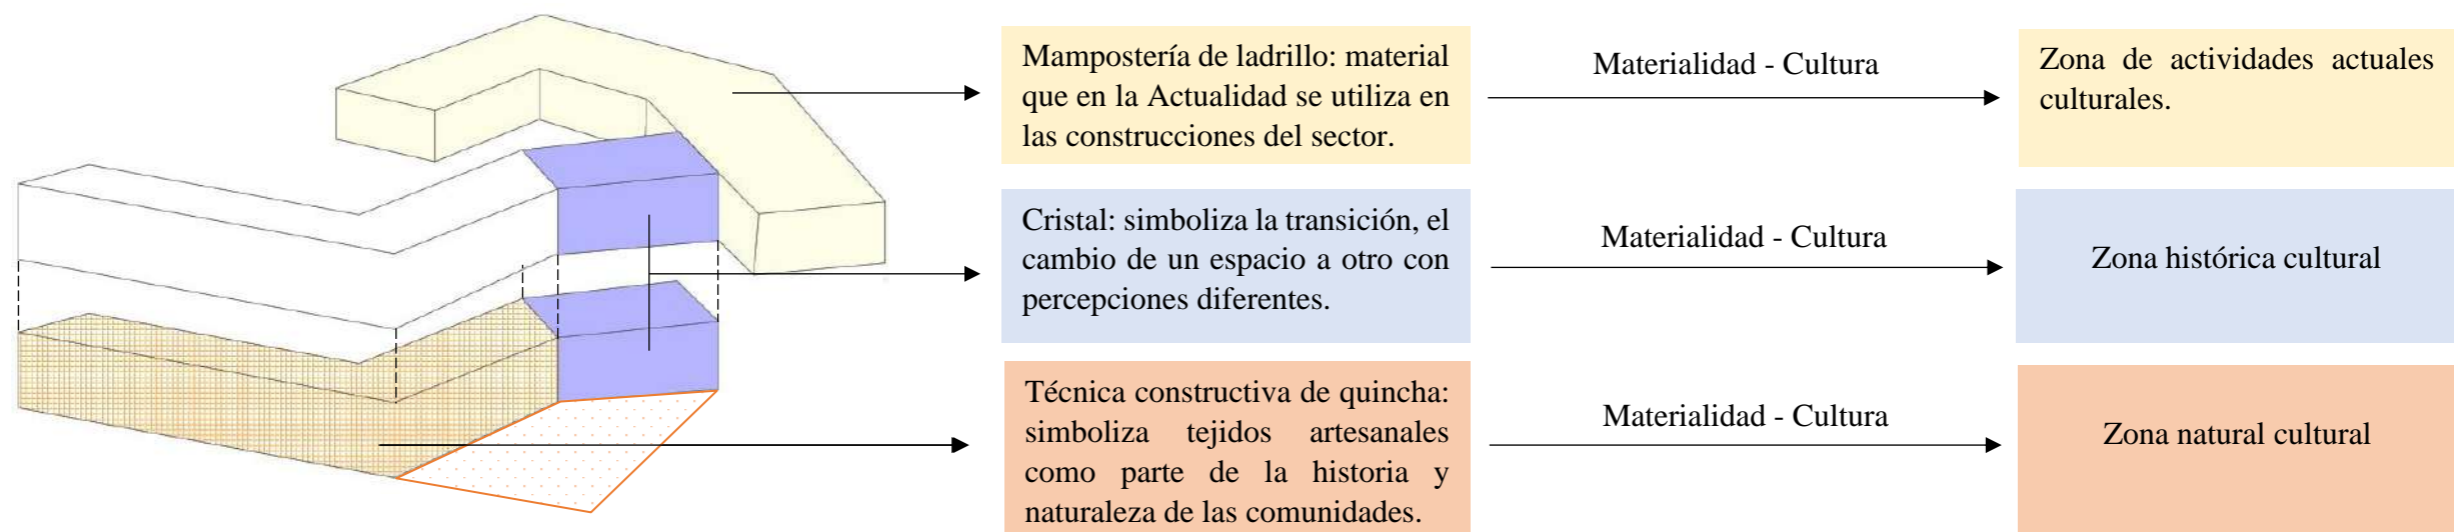 Mampostería de ladrillo: material
que en la Actualidad se utiliza en
las construcciones del sector.
Materialidad - Cultura
Zona de actividades actuales
culturales.
Cristal: simboliza la transición, el
cambio de un espacio a otro con
percepciones diferentes.
Materialidad - Cultura
Zona histórica cultural
Técnica constructiva de quincha:
simboliza tejidos artesanales
como parte de la historia y
naturaleza de las comunidades.
Materialidad - Cultura
Zona natural cultural